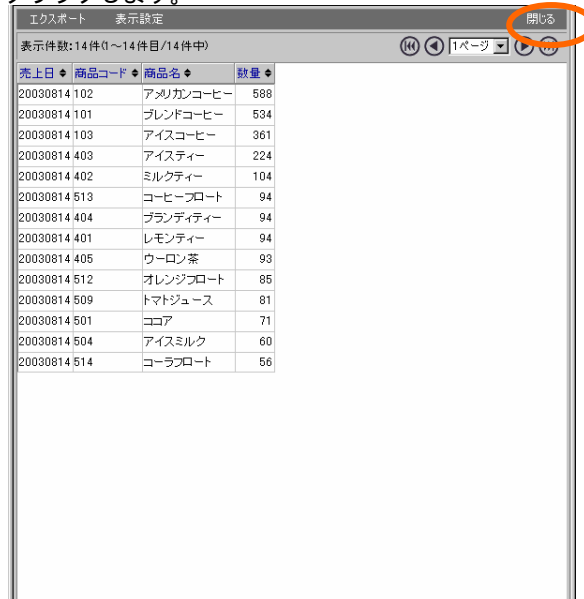 クリックします。
エクスポート 表示設定 閉じる
表示件数:14件(1～14件目/14件中) 1ページ
売上日 商品コード 商品名 数量
20030814 102 アメリカンコーヒー 588
20030814 101 ブレンドコーヒー 534
20030814 103 アイスコーヒー 361
20030814 403 アイスティー 224
20030814 402 ミルクティー 104
20030814 513 コーヒーフロート 94
20030814 404 ブランディティー 94
20030814 401 レモンティー 94
20030814 405 ウーロン茶 93
20030814 512 オレンジフロート 85
20030814 509 トマトジュース 81
20030814 501 ココア 71
20030814 504 アイスミルク 60
20030814 514 コーラフロート 56